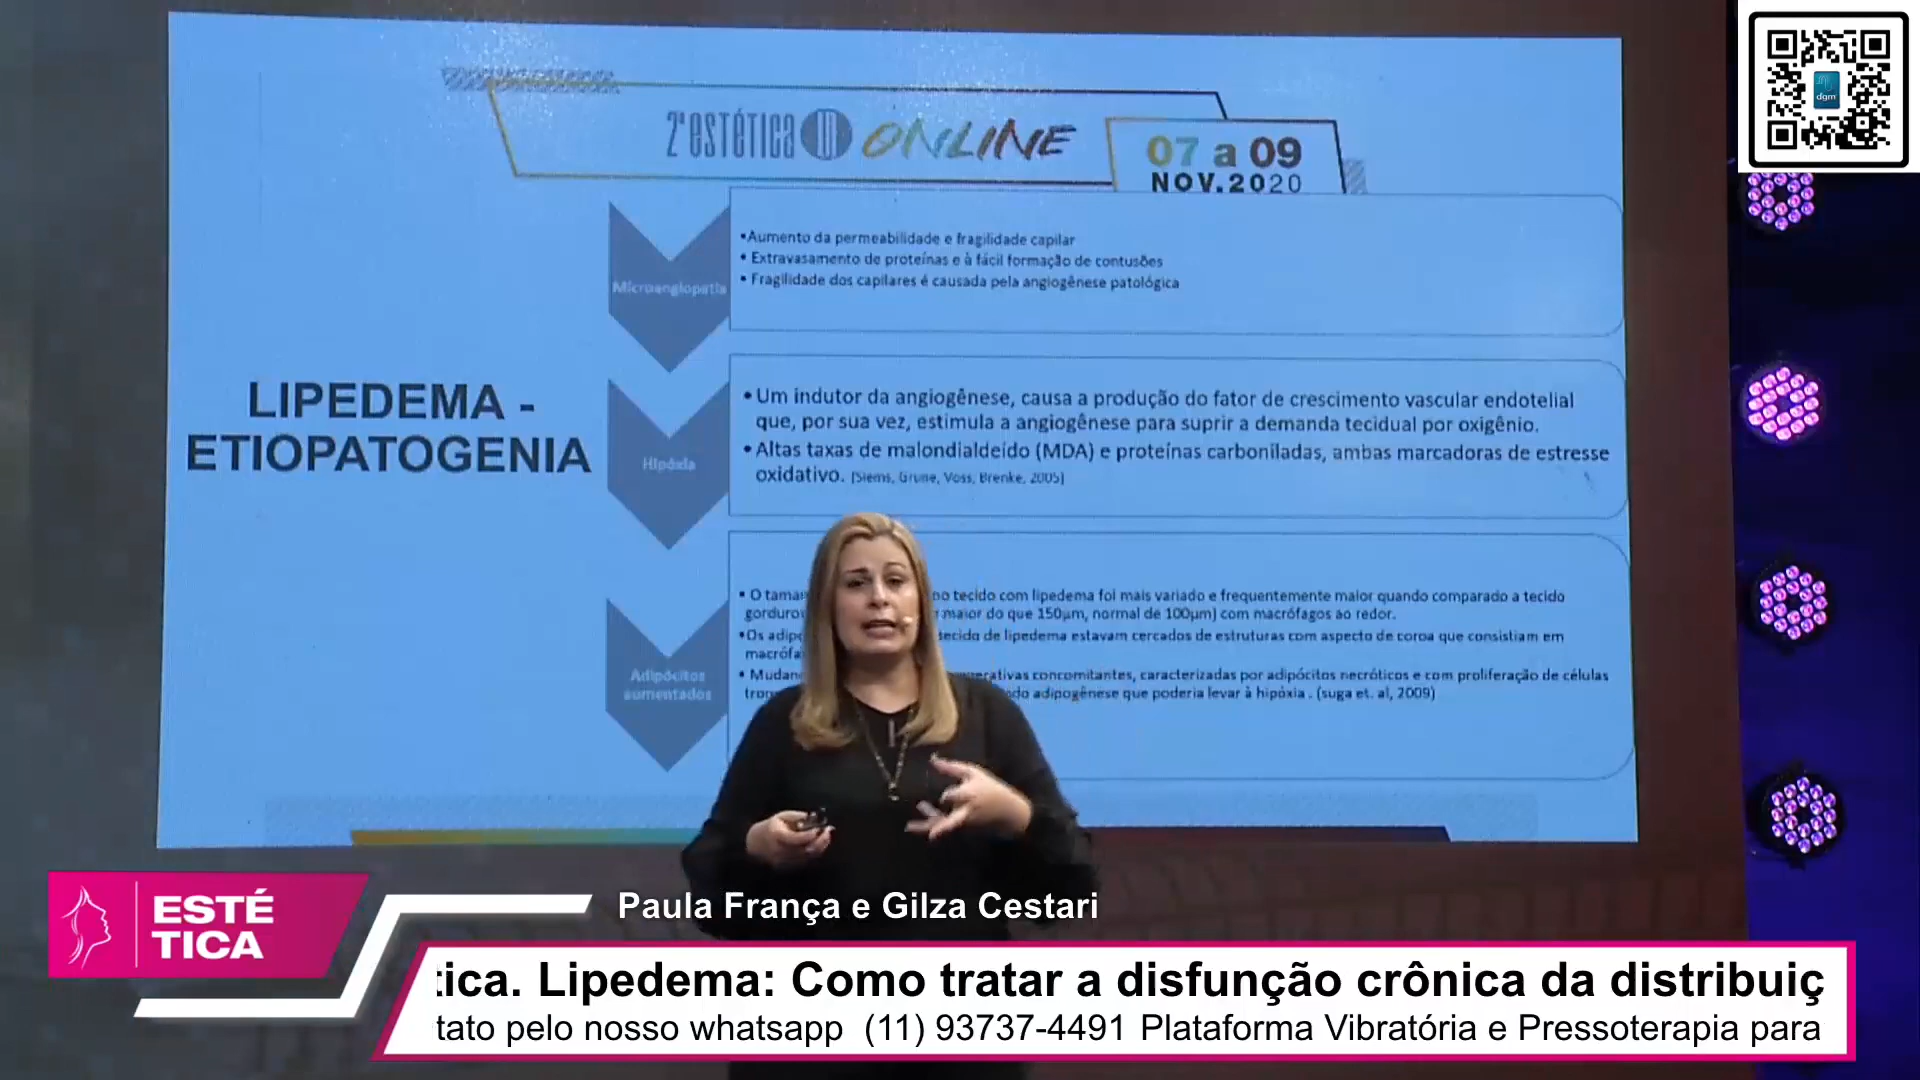 dgm
2ªestética in ONLINE
07 a 09
NOV.2020
LIPEDEMA -
ETIOPATOGENIA
Microangiopatia
•Aumento da permeabilidade e fragilidade capilar
• Extravasamento de proteínas e à fácil formação de contusões
• Fragilidade dos capilares é causada pela angiogênese patológica
Hipóxia
• Um indutor da angiogênese, causa a produção do fator de crescimento vascular endotelial
que, por sua vez, estimula a angiogênese para suprir a demanda tecidual por oxigênio.
• Altas taxas de malondialdeído (MDA) e proteínas carboniladas, ambas marcadoras de estresse
oxidativo. (Siems, Grune, Voss, Brenke, 2005)
Adipócitos
aumentados
• O no tecido com lipedema foi mais variado e frequentemente maior quando comparado a tecido
maior do que 150µm, normal de 100µm) com macrófagos ao redor.
•Os de lipedema estavam cercados de estruturas com aspecto de coroa que consistiam em
• concomitantes, caracterizadas por adipócitos necróticos e com proliferação de células
adipogênese que poderia levar à hipóxia . (suga et. al, 2009)
ESTÉ
TICA
Paula França e Gilza Cestari
tica. Lipedema: Como tratar a disfunção crônica da distribuiç
tato pelo nosso whatsapp (11) 93737-4491 Plataforma Vibratória e Pressoterapia para